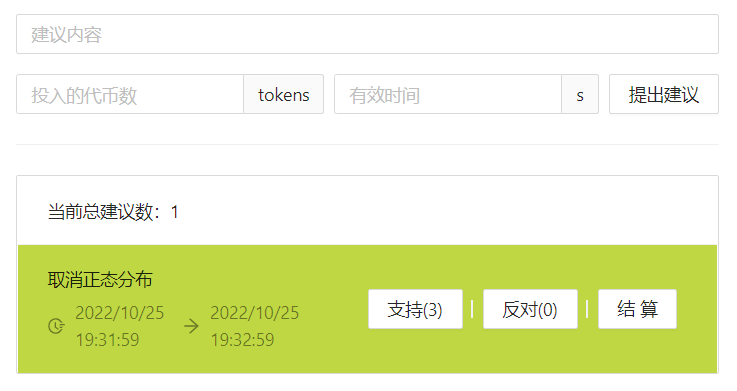 建议内容
投入的代币数 tokens 有效时间 s 提出建议
当前总建议数：1
取消正态分布
2022/10/25 2022/10/25
19:31:59 19:32:59
支持(3) | 反对(0) | 结 算